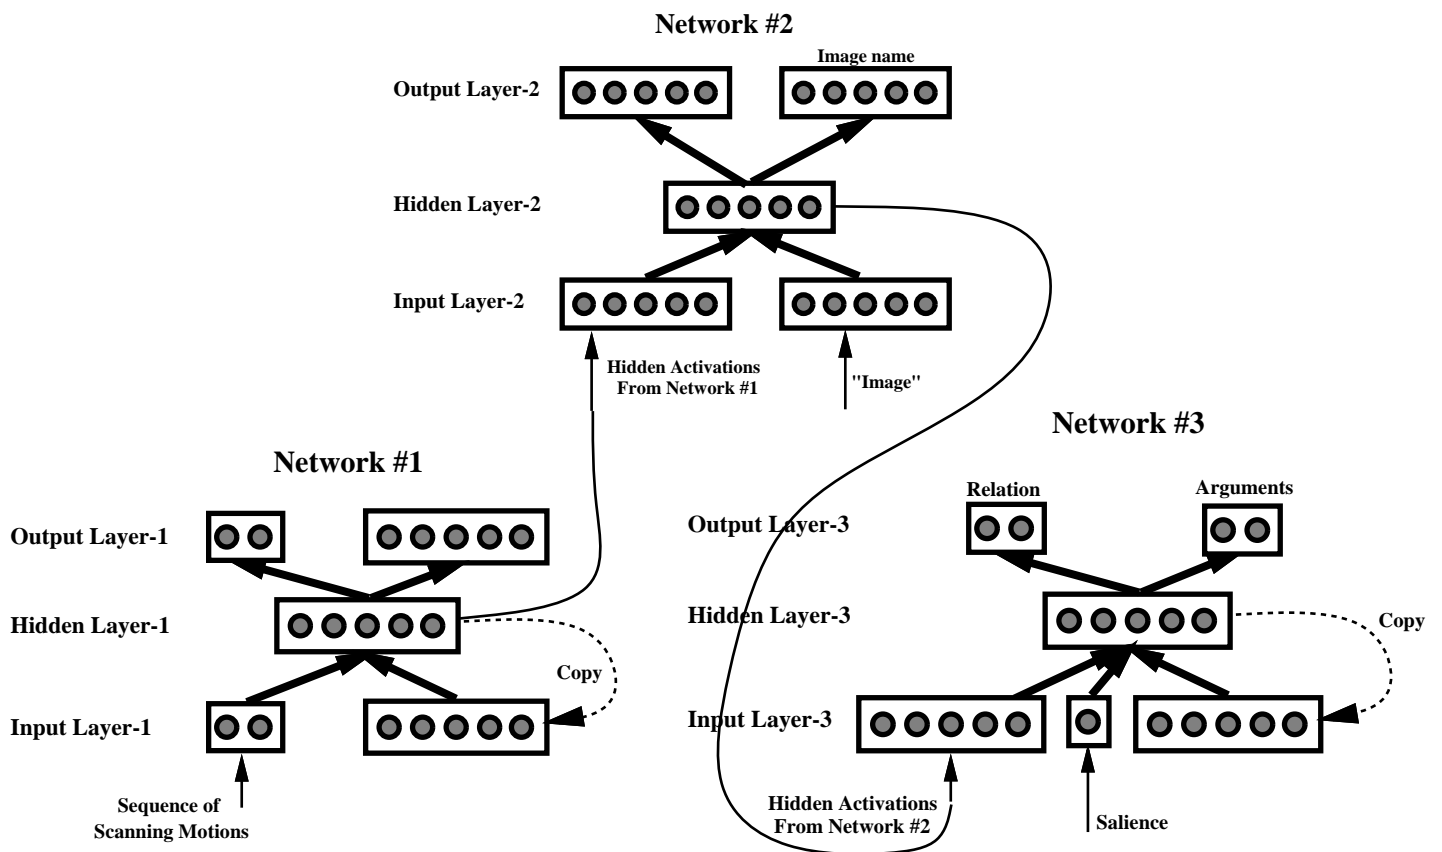 Network #2
Image name
Output Layer-2
Hidden Layer-2
Input Layer-2
Hidden Activations
From Network #1
"Image"
Network #1
Output Layer-1
Hidden Layer-1
Copy
Input Layer-1
Sequence of
Scanning Motions
Network #3
Relation
Arguments
Output Layer-3
Hidden Layer-3
Copy
Input Layer-3
Hidden Activations
From Network #2
Salience